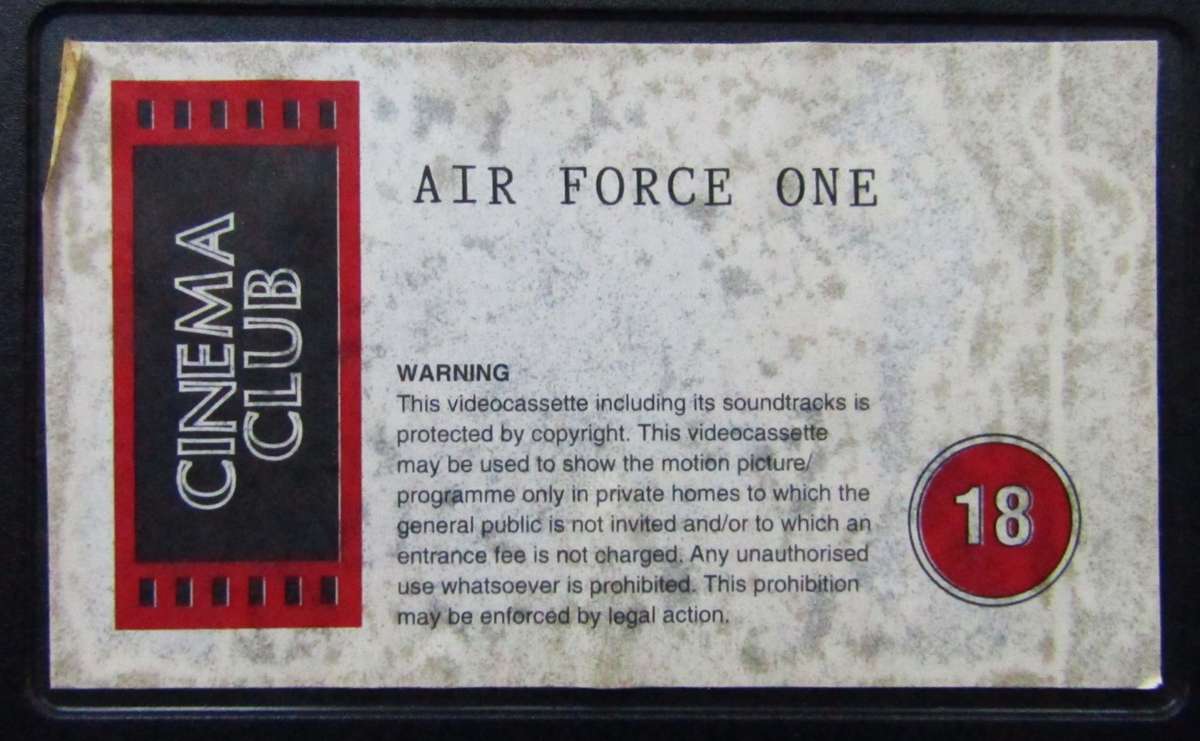 CINEMA
CLUB
AIR FORCE ONE
WARNING
This videocassette including its soundtracks is
protected by copyright. This videocassette
may be used to show the motion picture/
programme only in private homes to which the
general public is not invited and/or to which an
entrance fee is not charged. Any unauthorised
use whatsoever is prohibited. This prohibition
may be enforced by legal action.
18